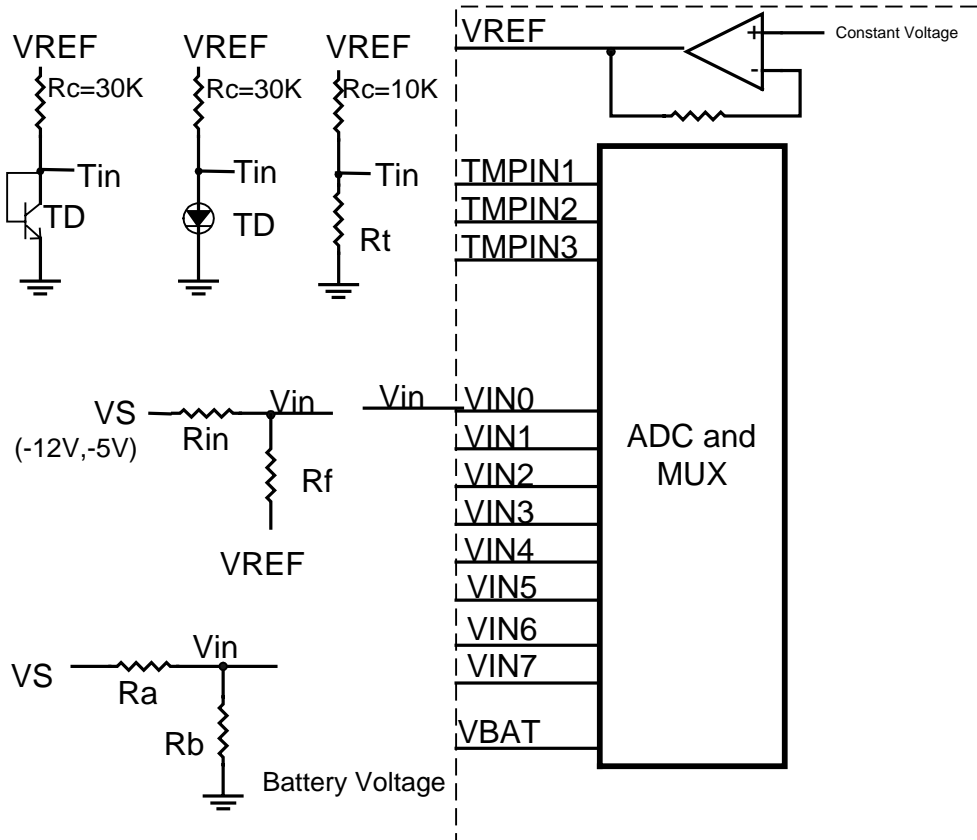 VREF
Constant Voltage
+
-
VREF VREF VREF
Rc=30K Rc=30K Rc=10K
Tin Tin Tin
TD TD Rt
TMPIN1
TMPIN2
TMPIN3
VS
(-12V,-5V)
Rin
Vin
Rf
VREF
Vin
VIN0
VIN1
VIN2
VIN3
VIN4
VIN5
VIN6
VIN7
VBAT
ADC and
MUX
VS
Ra
Vin
Rb
Battery Voltage